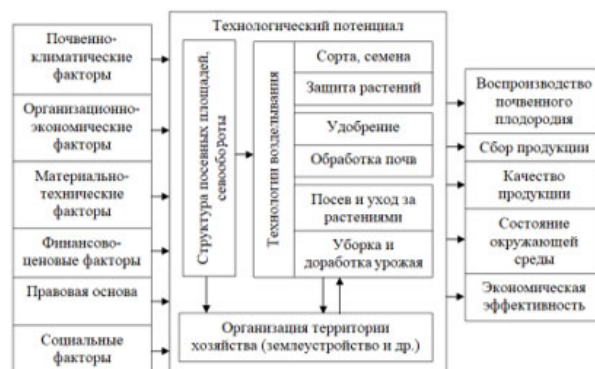 Технологический потенциал
Почвенно-
климатические
факторы
Организационно-
экономические
факторы
Материально-
технические
факторы
Финансово-
ценовые факторы
Правовая основа
Социальные
факторы
Структура посевных площадей,
севообороты
Технологии возделывания
Сорта, семена
Защита растений
Удобрение
Обработка почв
Посев и уход за
растениями
Уборка и
доработка урожая
Организация территории
хозяйства (землеустройство и др.)
Воспроизводство
почвенного
плодородия
Сбор продукции
Качество
продукции
Состояние
окружающей
среды
Экономическая
эффективность